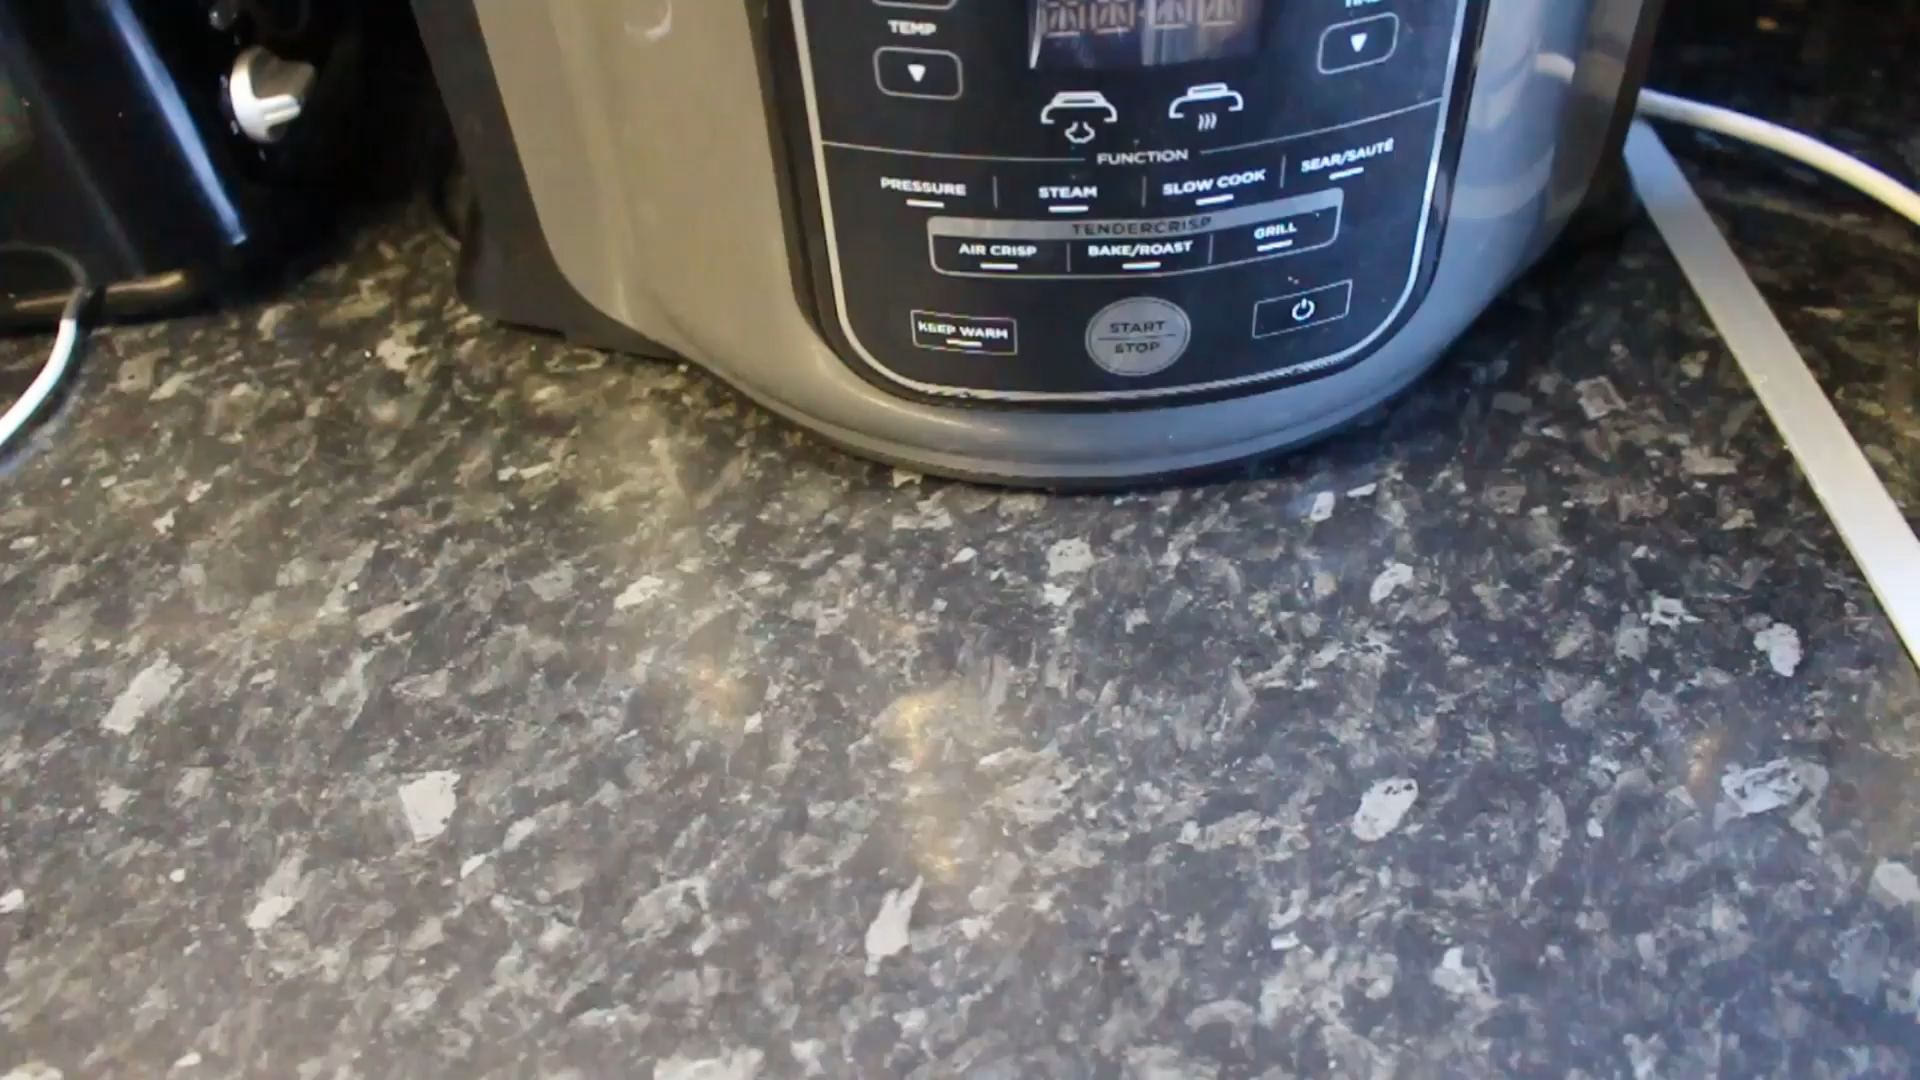 TEMP
FUNCTION
PRESSURE
STEAM
SLOW COOK
SEAR/SAUTÉ
TENDERCRISP
AIR CRISP
BAKE/ROAST
GRILL
KEEP WARM
START
STOP